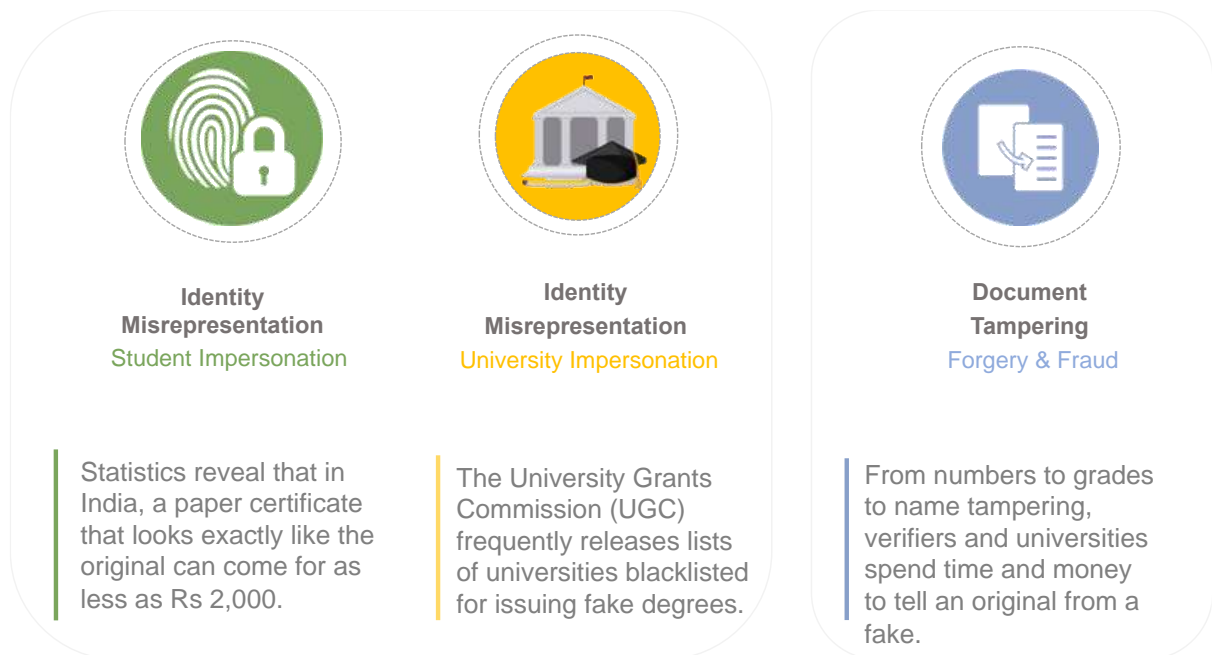 Identity
Misrepresentation
Student Impersonation
Statistics reveal that in
India, a paper certificate
that looks exactly like the
original can come for as
less as Rs 2,000.
Identity
Misrepresentation
University Impersonation
The University Grants
Commission (UGC)
frequently releases lists
of universities blacklisted
for issuing fake degrees.
Document
Tampering
Forgery & Fraud
From numbers to grades
to name tampering,
verifiers and universities
spend time and money
to tell an original from a
fake.